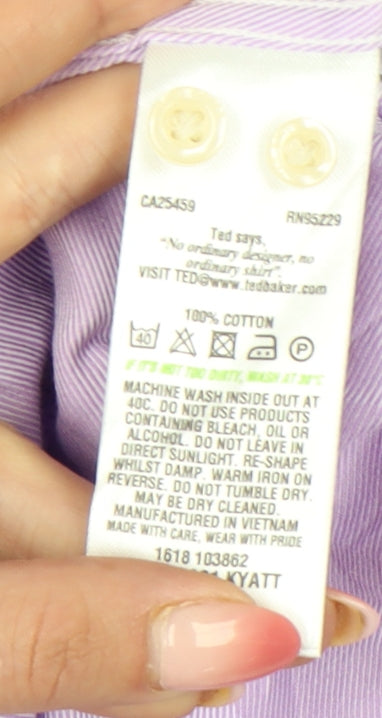 CA25459 RN95229
Ted says,
"No ordinary designer, no
ordinary shirt".
VISIT TED@www.tedbaker.com
100% COTTON
40 P
IF IT'S NOT TOO DIRTY, WASH AT 30°C
MACHINE WASH INSIDE OUT AT
40C. DO NOT USE PRODUCTS
CONTAINING BLEACH, OIL OR
ALCOHOL. DO NOT LEAVE IN
DIRECT SUNLIGHT. RE-SHAPE
WHILST DAMP. WARM IRON ON
REVERSE. DO NOT TUMBLE DRY.
MAY BE DRY CLEANED.
MANUFACTURED IN VIETNAM
MADE WITH CARE, WEAR WITH PRIDE
1618 103862
KYATT